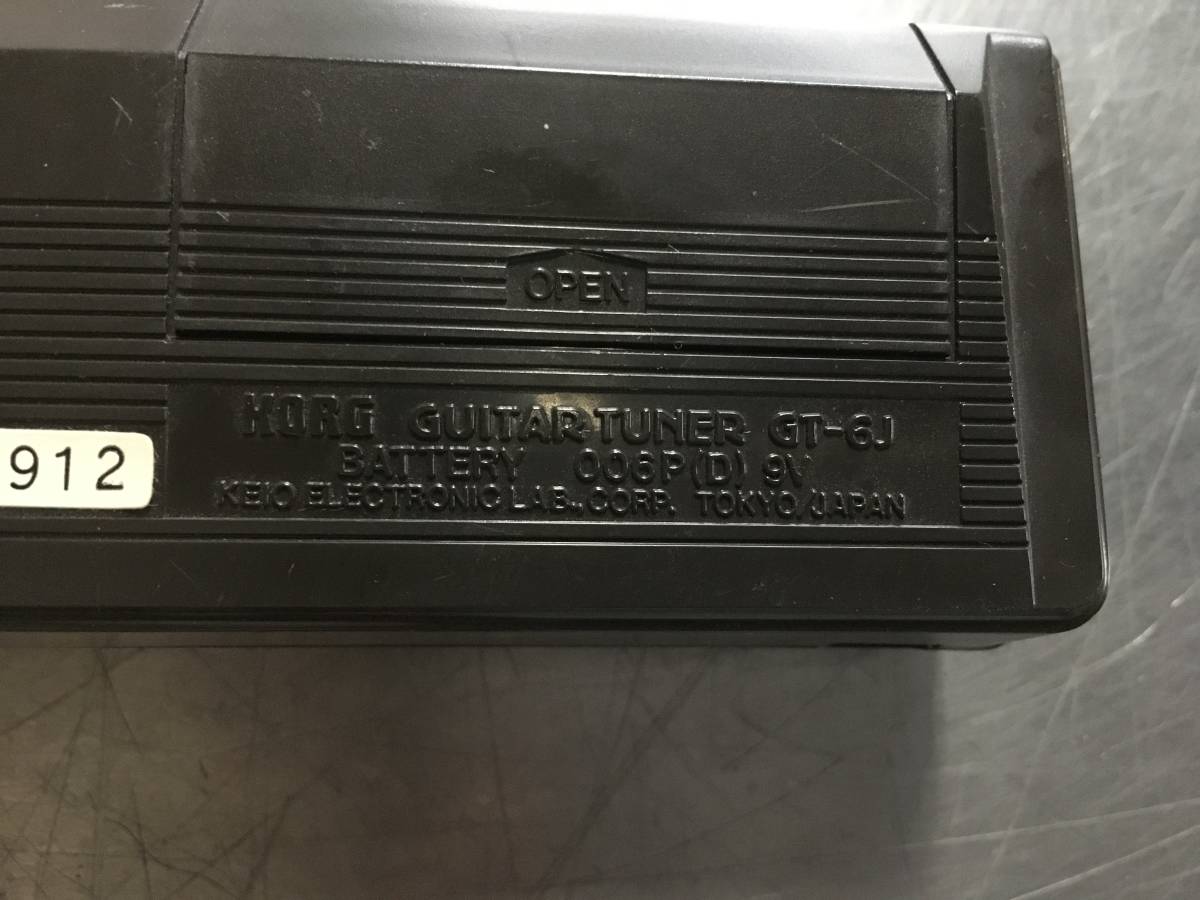 OPEN
KORG GUITAR TUNER GT-6J
BATTERY 006P(D) 9V
KEIO ELECTRONIC LAB., CORP. TOKYO, JAPAN
912